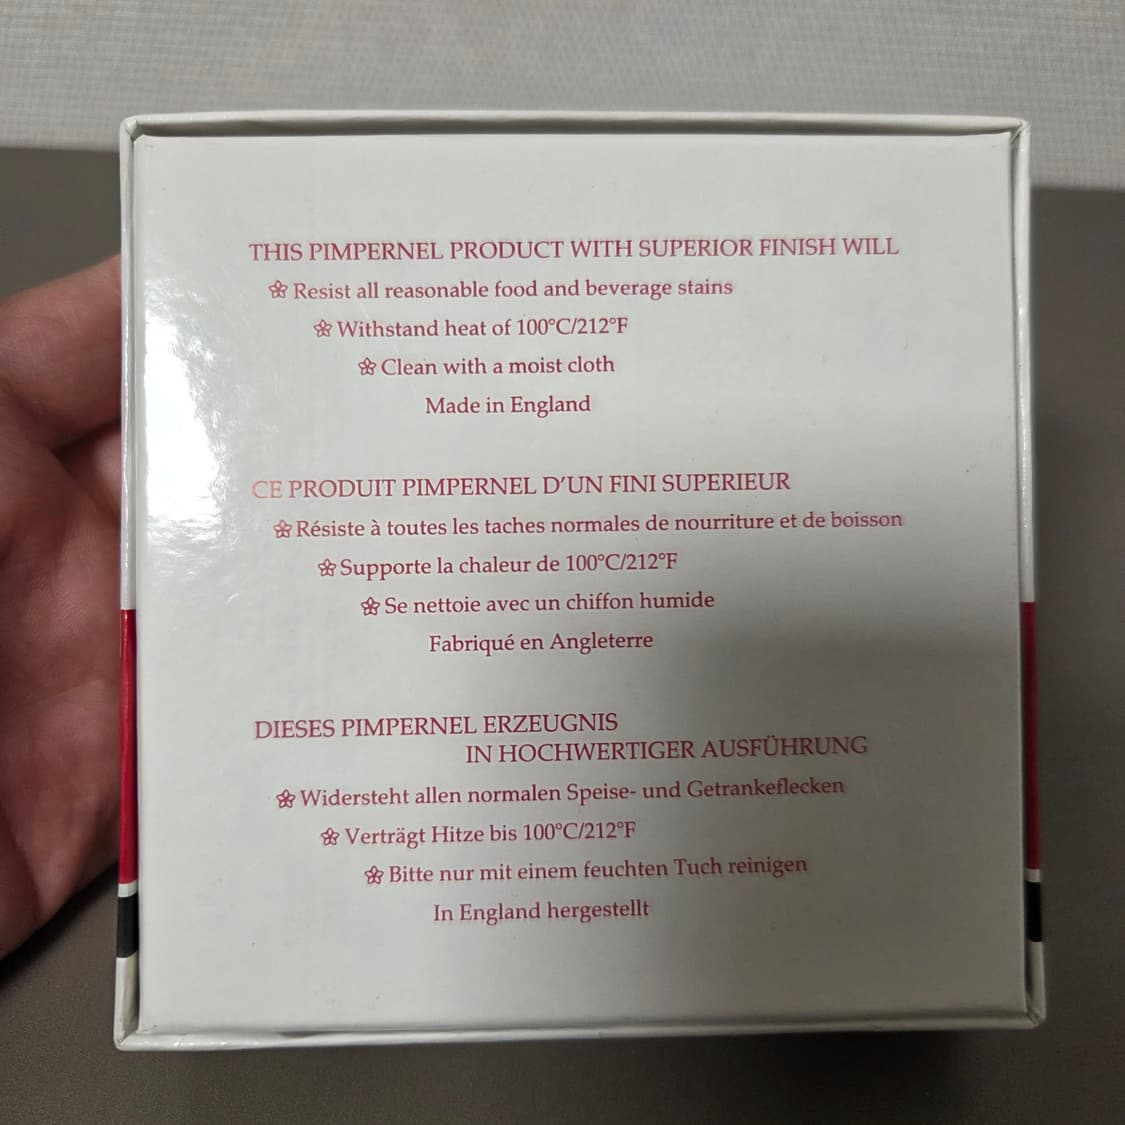 THIS PIMPERNEL PRODUCT WITH SUPERIOR FINISH WILL
Resist all reasonable food and beverage stains
Withstand heat of 100°C/212°F
Clean with a moist cloth
Made in England
CE PRODUIT PIMPERNEL D'UN FINI SUPERIEUR
Résiste à toutes les taches normales de nourriture et de boisson
Supporte la chaleur de 100°C/212°F
Se nettoie avec un chiffon humide
Fabriqué en Angleterre
DIESES PIMPERNEL ERZEUGNIS
IN HOCHWERTIGER AUSFÜHRUNG
Widersteht allen normalen Speise- und Getrankeflecken
Verträgt Hitze bis 100°C/212°F
Bitte nur mit einem feuchten Tuch reinigen
In England hergestellt